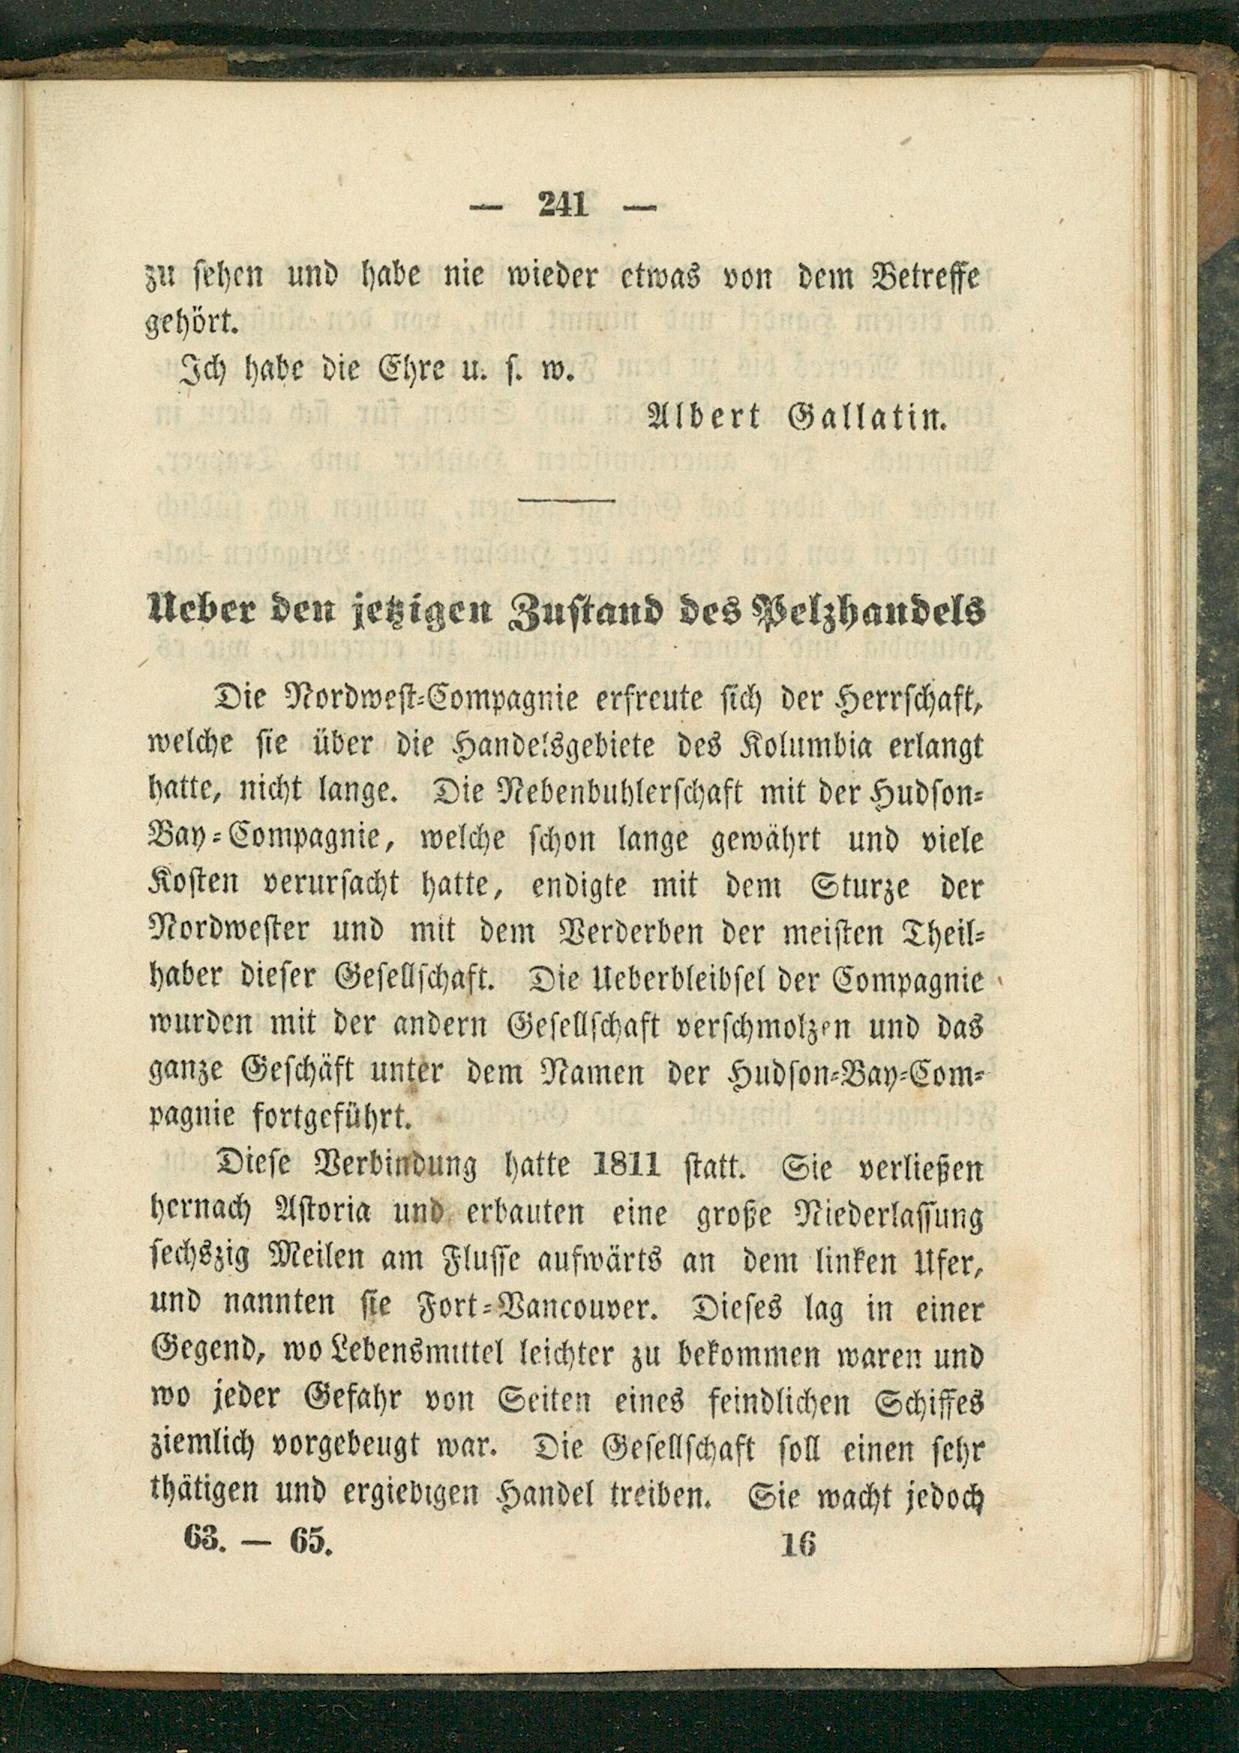 — 241 —
zu sehen und habe nie wieder etwas von dem Betreffe
gehört.
Ich habe die Ehre u. s. w.
Albert Gallatin.
Ueber den jetzigen Zustand des Pelzhandels
Die Nordwest-Compagnie erfreute sich der Herrschaft,
welche sie über die Handelsgebiete des Kolumbia erlangt
hatte, nicht lange. Die Nebenbuhlerschaft mit der Hudson-
Bay-Compagnie, welche schon lange gewährt und viele
Kosten verursacht hatte, endigte mit dem Sturze der
Nordwester und mit dem Verderben der meisten Theil-
haber dieser Gesellschaft. Die Ueberbleibsel der Compagnie
wurden mit der andern Gesellschaft verschmolzen und das
ganze Geschäft unter dem Namen der Hudson-Bay-Com-
pagnie fortgeführt.
Diese Verbindung hatte 1811 statt. Sie verließen
hernach Astoria und erbauten eine große Niederlassung
sechszig Meilen am Flusse aufwärts an dem linken Ufer,
und nannten sie Fort-Vancouver. Dieses lag in einer
Gegend, wo Lebensmittel leichter zu bekommen waren und
wo jeder Gefahr von Seiten eines feindlichen Schiffes
ziemlich vorgebeugt war. Die Gesellschaft soll einen sehr
thätigen und ergiebigen Handel treiben. Sie wacht jedoch
63. — 65. 16